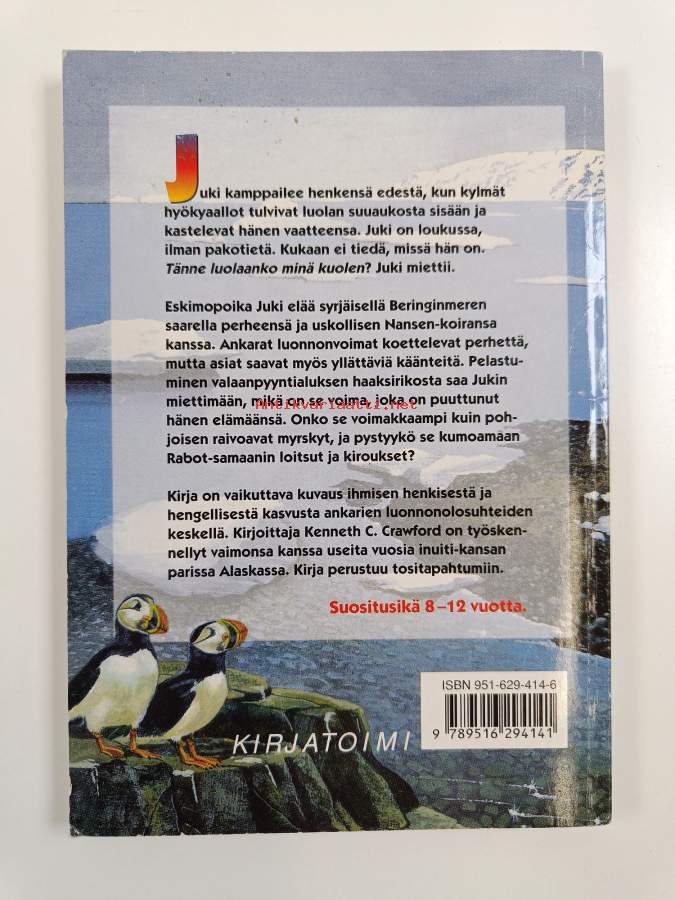 Juki kamppailee henkensä edestä, kun kylmät
hyökyaallot tulvivat luolan suuaukosta sisään ja
kastelevat hänen vaatteensa. Juki on loukussa,
ilman pakotietä. Kukaan ei tiedä, missä hän on.
Tänne luolaanko minä kuolen? Juki miettii.
Eskimopoika Juki elää syrjäisellä Beringinmeren
saarella perheensä ja uskollisen Nansen-koiransa
kanssa. Ankarat luonnonvoimat koettelevat perhettä,
mutta asiat saavat myös yllättäviä käänteitä. Pelastu-
minen valaanpyyntialuksen haaksirikosta saa Jukin
miettimään, mikä on se voima, joka on puuttunut
Antikvariaatti.net
hänen elämäänsä. Onko se voimakkaampi kuin poh-
joisen raivoavat myrskyt, ja pystyykö se kumoamaan
Rabot-samaanin loitsut ja kiroukset?
Kirja on vaikuttava kuvaus ihmisen henkisestä ja
hengellisestä kasvusta ankarien luonnonolosuhteiden
keskellä. Kirjoittaja Kenneth C. Crawford on työsken-
nellyt vaimonsa kanssa useita vuosia inuiti-kansan
parissa Alaskassa. Kirja perustuu tositapahtumiin.
Suositusikä 8–12 vuotta.
ISBN 951-629-414-6
KIRJATOIMI
9 789516 294141